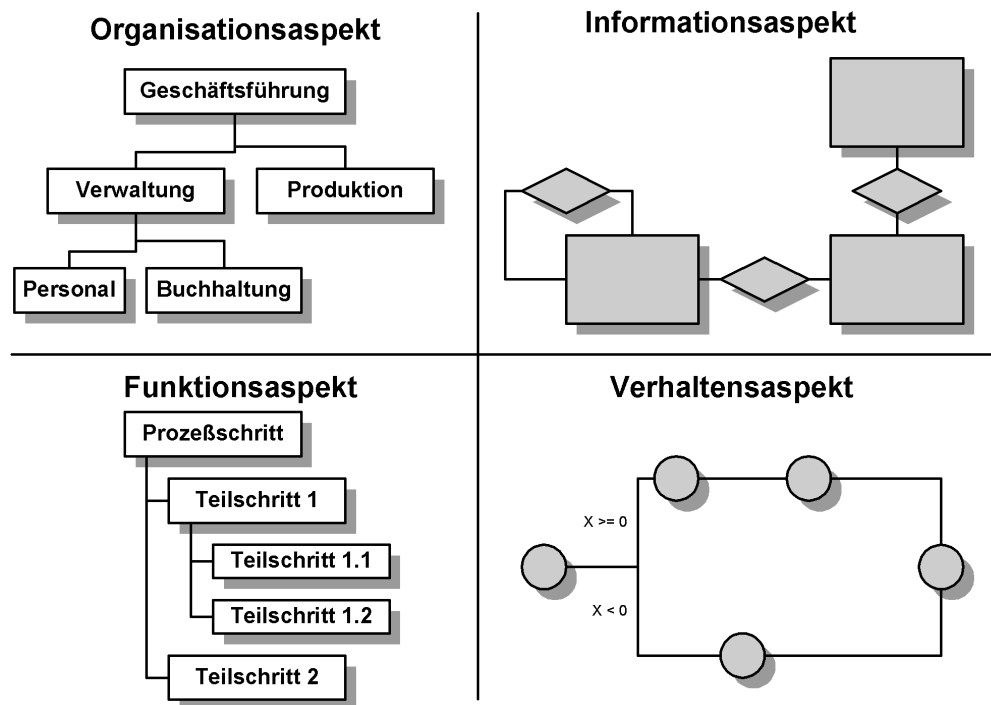 Organisationsaspekt
Geschäftsführung
Verwaltung
Produktion
Personal
Buchhaltung
Informationsaspekt
Funktionsaspekt
Prozeßschritt
Teilschritt 1
Teilschritt 1.1
Teilschritt 1.2
Teilschritt 2
Verhaltensaspekt
X >= 0
X < 0